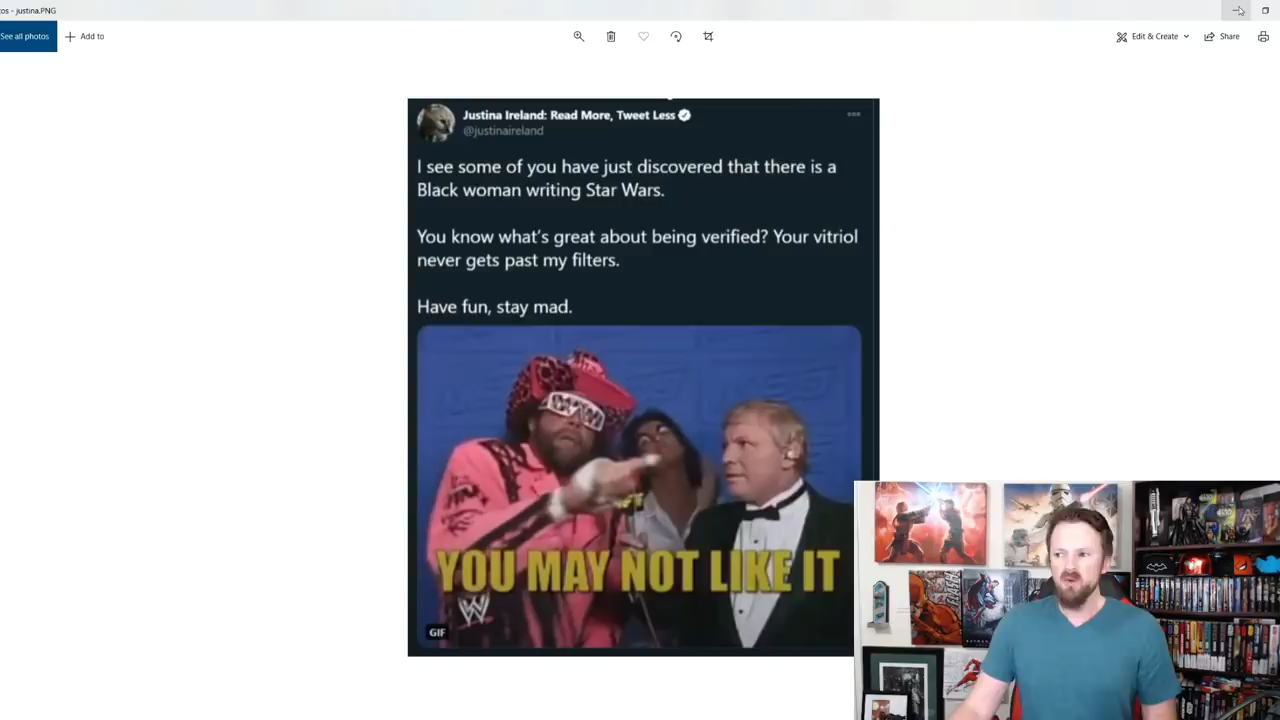 os - justina.PNG
See all photos
Add to
Edit & Create
Share
Justina Ireland: Read More, Tweet Less
@justinaireland
I see some of you have just discovered that there is a
Black woman writing Star Wars.
You know what's great about being verified? Your vitriol
never gets past my filters.
Have fun, stay mad.
YOU MAY NOT LIKE IT
W
GIF